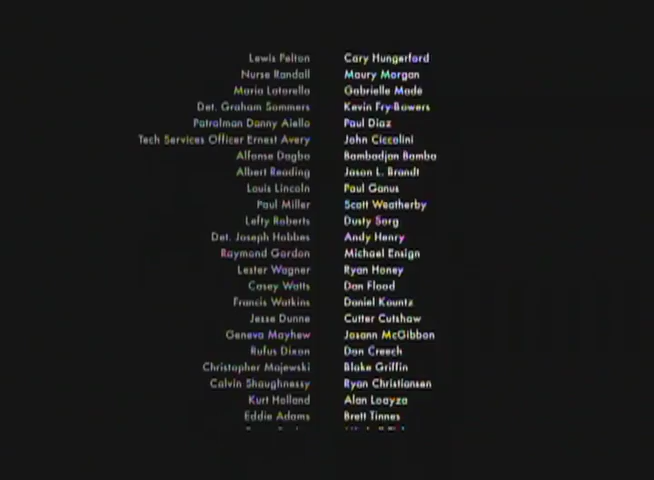 Lewis Felton Cary Hungerford
Nurse Randall Maury Morgan
Maria Lotorello Gabrielle Made
Det. Graham Sommers Kevin Fry-Bowers
Patrolman Danny Aiello Paul Diaz
Tech Services Officer Ernest Avery John Ciccolini
Alfonse Dagba Bambadjan Bamba
Albert Reading Jason L. Brandt
Louis Lincoln Paul Ganus
Paul Miller Scott Weatherby
Lefty Roberts Dusty Sorg
Det. Joseph Hobbes Andy Henry
Raymond Gordon Michael Ensign
Lester Wagner Ryan Honey
Casey Watts Dan Flood
Francis Watkins Daniel Kountz
Jesse Dunne Cutter Cutshaw
Geneva Mayhew Josann McGibbon
Rufus Dixon Don Creech
Christopher Majewski Blake Griffin
Calvin Shaughnessy Ryan Christiansen
Kurt Holland Alan Loayza
Eddie Adams Brett Tinnes